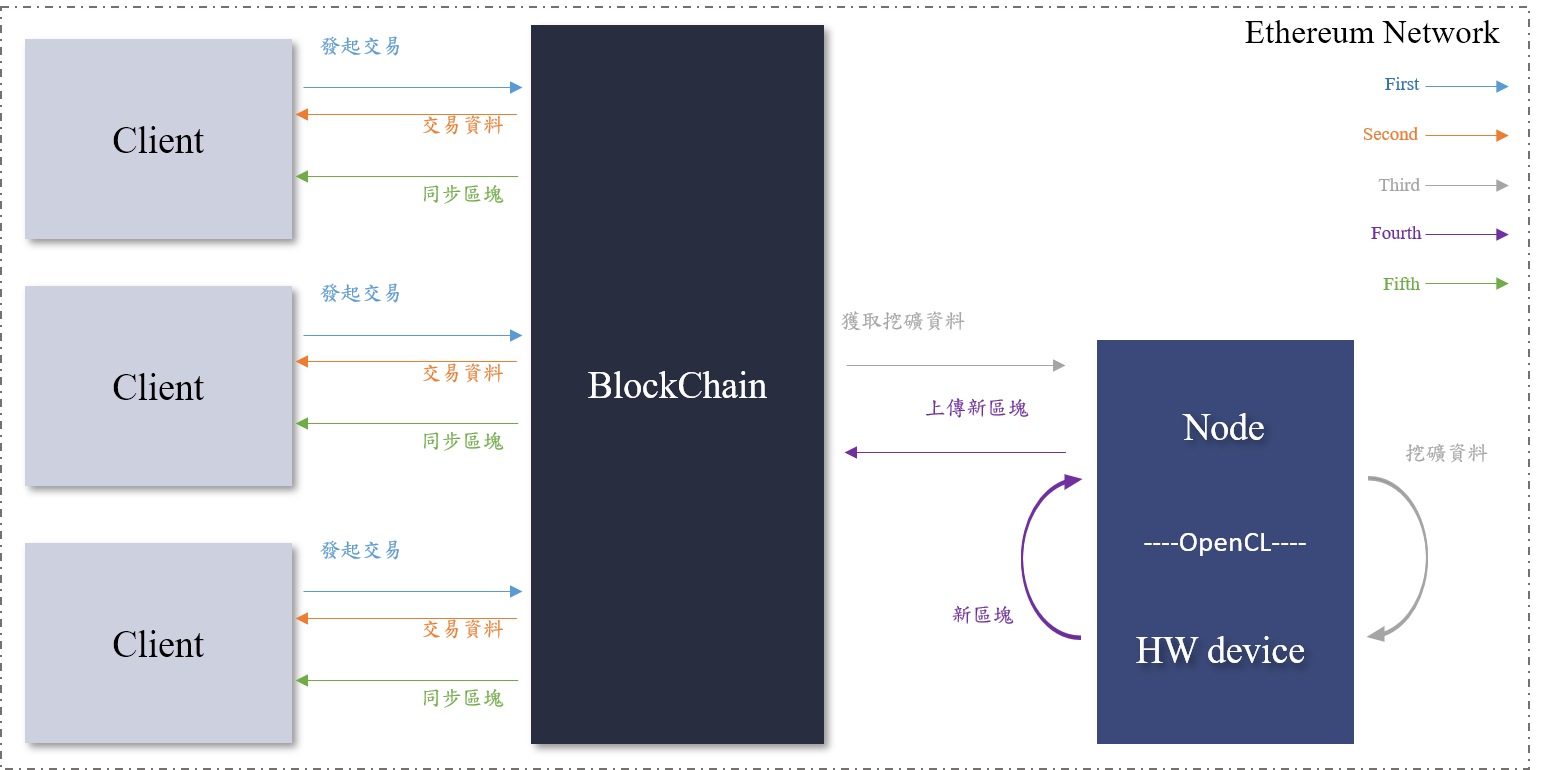 Ethereum Network
First
Second
Third
Fourth
Fifth
Client
發起交易
交易資料
同步區塊
Client
發起交易
交易資料
同步區塊
Client
發起交易
交易資料
同步區塊
BlockChain
獲取挖礦資料
上傳新區塊
新區塊
Node
----OpenCL----
HW device
挖礦資料